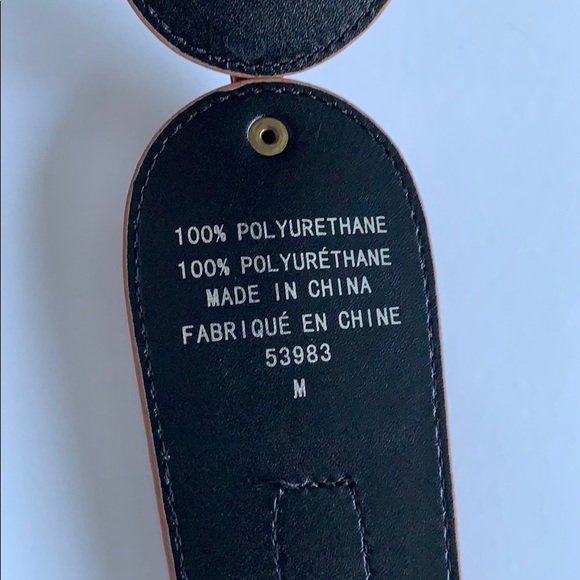 100% POLYURETHANE
100% POLYURÉTHANE
MADE IN CHINA
FABRIQUÉ EN CHINE
53983
M